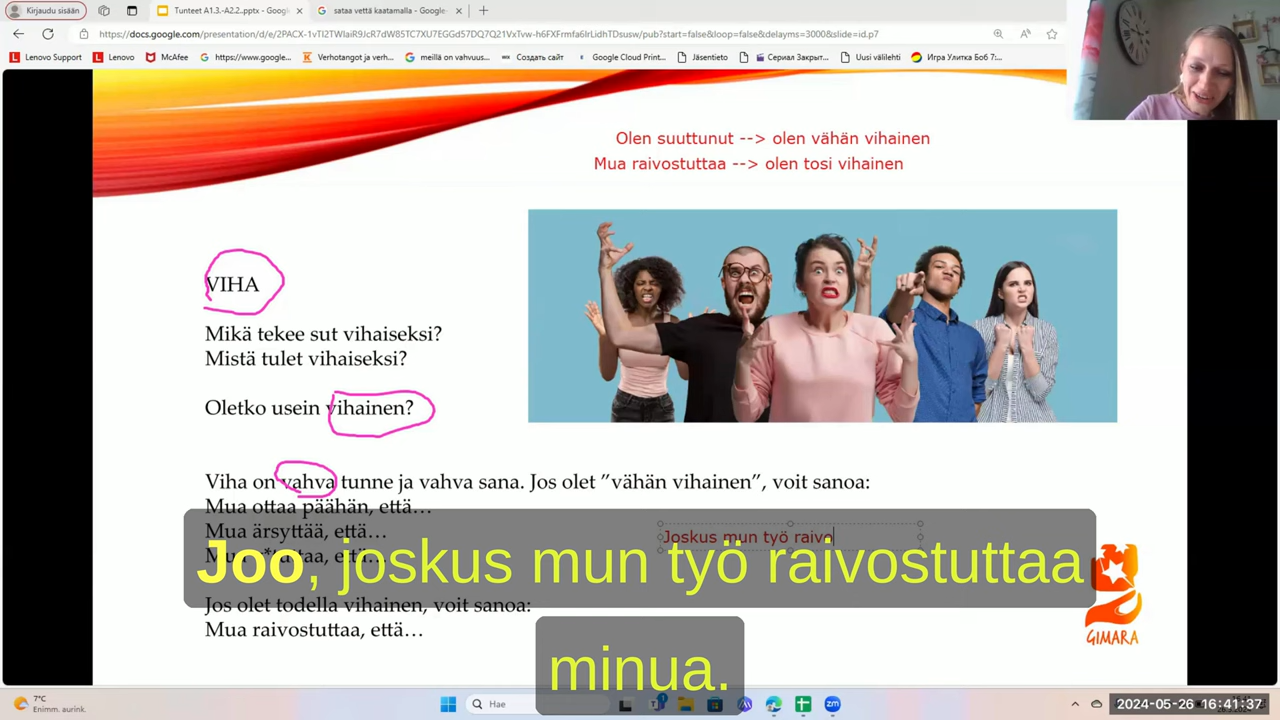 Kirjaudu sisään
Tunteet A1.3.-A2.2..pptx - Googl
sataa vettä kaatamalla - Google-
https://docs.google.com/presentation/d/e/2PACX-1vTi2TWlaiR9JcR7dW85TC7XU7EGGd57DQ7Q21VxTvw-h6FXFrmfa6lrLidhTDsusw/pub?start=false&loop=false&delayms=3000&slide=id.p7
Lenovo Support
Lenovo
McAfee
https://www.google...
Verhotangot ja verh...
meillä on vahvuus...
Создать сайт
Google Cloud Print...
Jäsentieto
Сериал Закрыт...
Uusi välilehti
Игра Улитка Боб 7:...
Olen suuttunut --> olen vähän vihainen
Mua raivostuttaa --> olen tosi vihainen
VIHA
Mikä tekee sut vihaiseksi?
Mistä tulet vihaiseksi?
Oletko usein vihainen?
Viha on vahva tunne ja vahva sana. Jos olet ”vähän vihainen”, voit sanoa:
Mua ottaa päähän, että…
Mua ärsyttää, että…
Joskus mun työ raivo
Joo, joskus mun työ raivostuttaa
minua.
Jos olet todella vihainen, voit sanoa:
Mua raivostuttaa, että…
GIMARA
7°C
Enimm. aurink.
Hae
2024-05-26 16:41:37